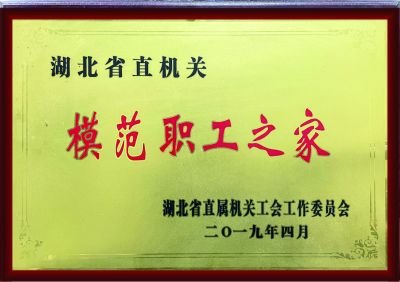 湖北省直机关
模范职工之家
湖北省直属机关工会工作委员会
二〇一九年四月